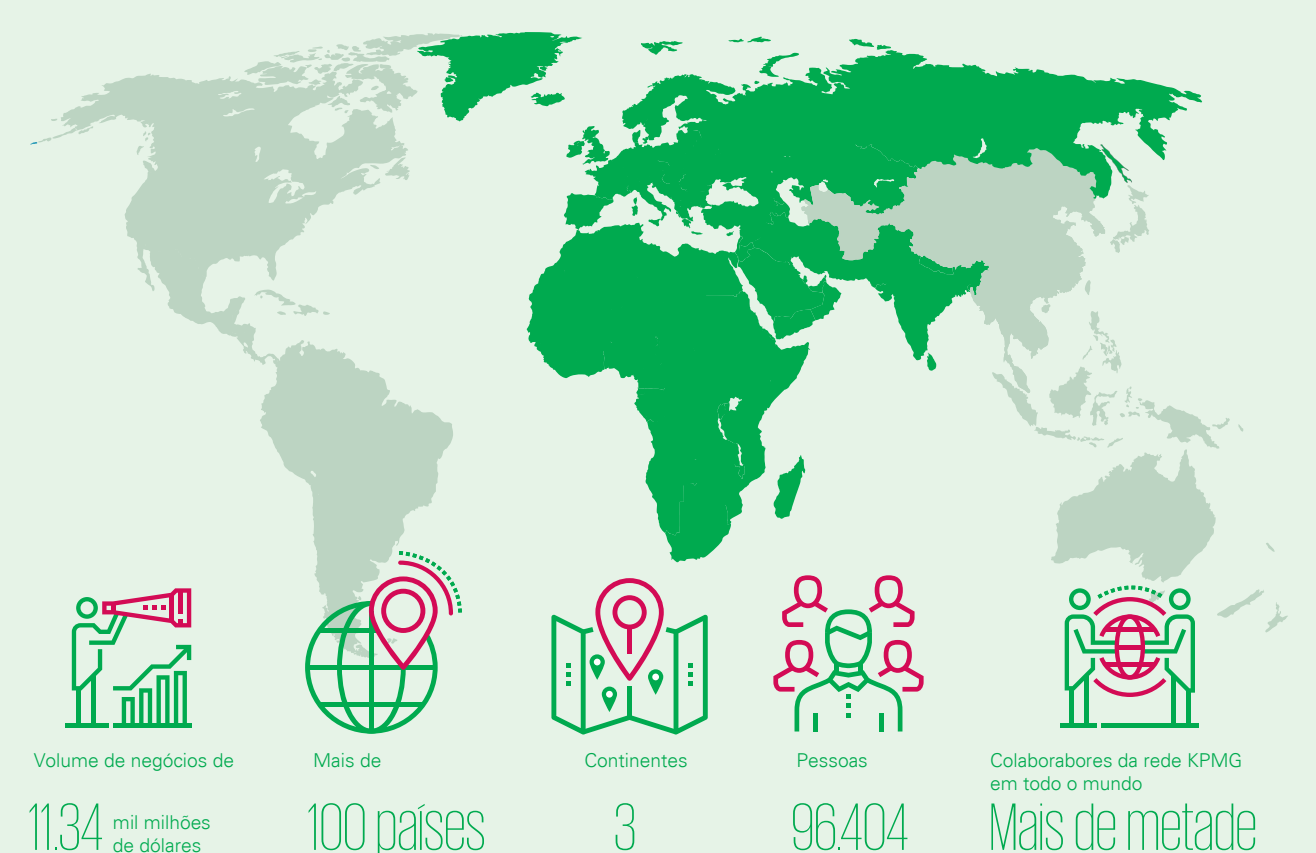 Volume de negócios de
11.34 mil milhões
de dólares
Mais de
100 países
Continentes
3
Pessoas
96.404
Colaborabores da rede KPMG
em todo o mundo
Mais de metade